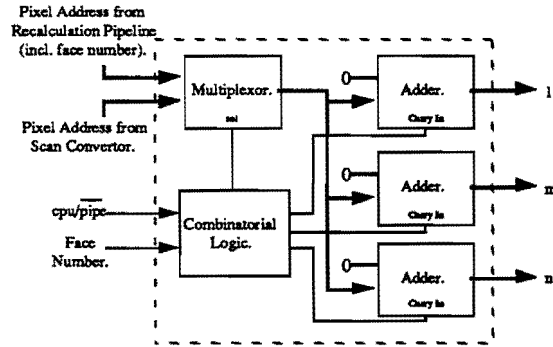 Pixel Address from
Recalculation Pipeline
(incl. face number).
Pixel Address from
Scan Convertor.
cpu/pipe
Face
Number.
Multiplexor.
sel
Combinatorial
Logic.
0
Adder.
Carry In
l
0
Adder.
Carry In
m
0
Adder.
Carry In
n